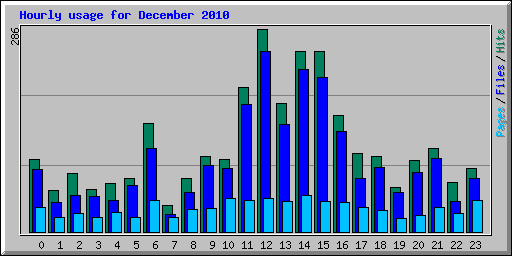 Hourly usage for December 2010
286
Pages / Files / Hits
0 1 2 3 4 5 6 7 8 9 10 11 12 13 14 15 16 17 18 19 20 21 22 23